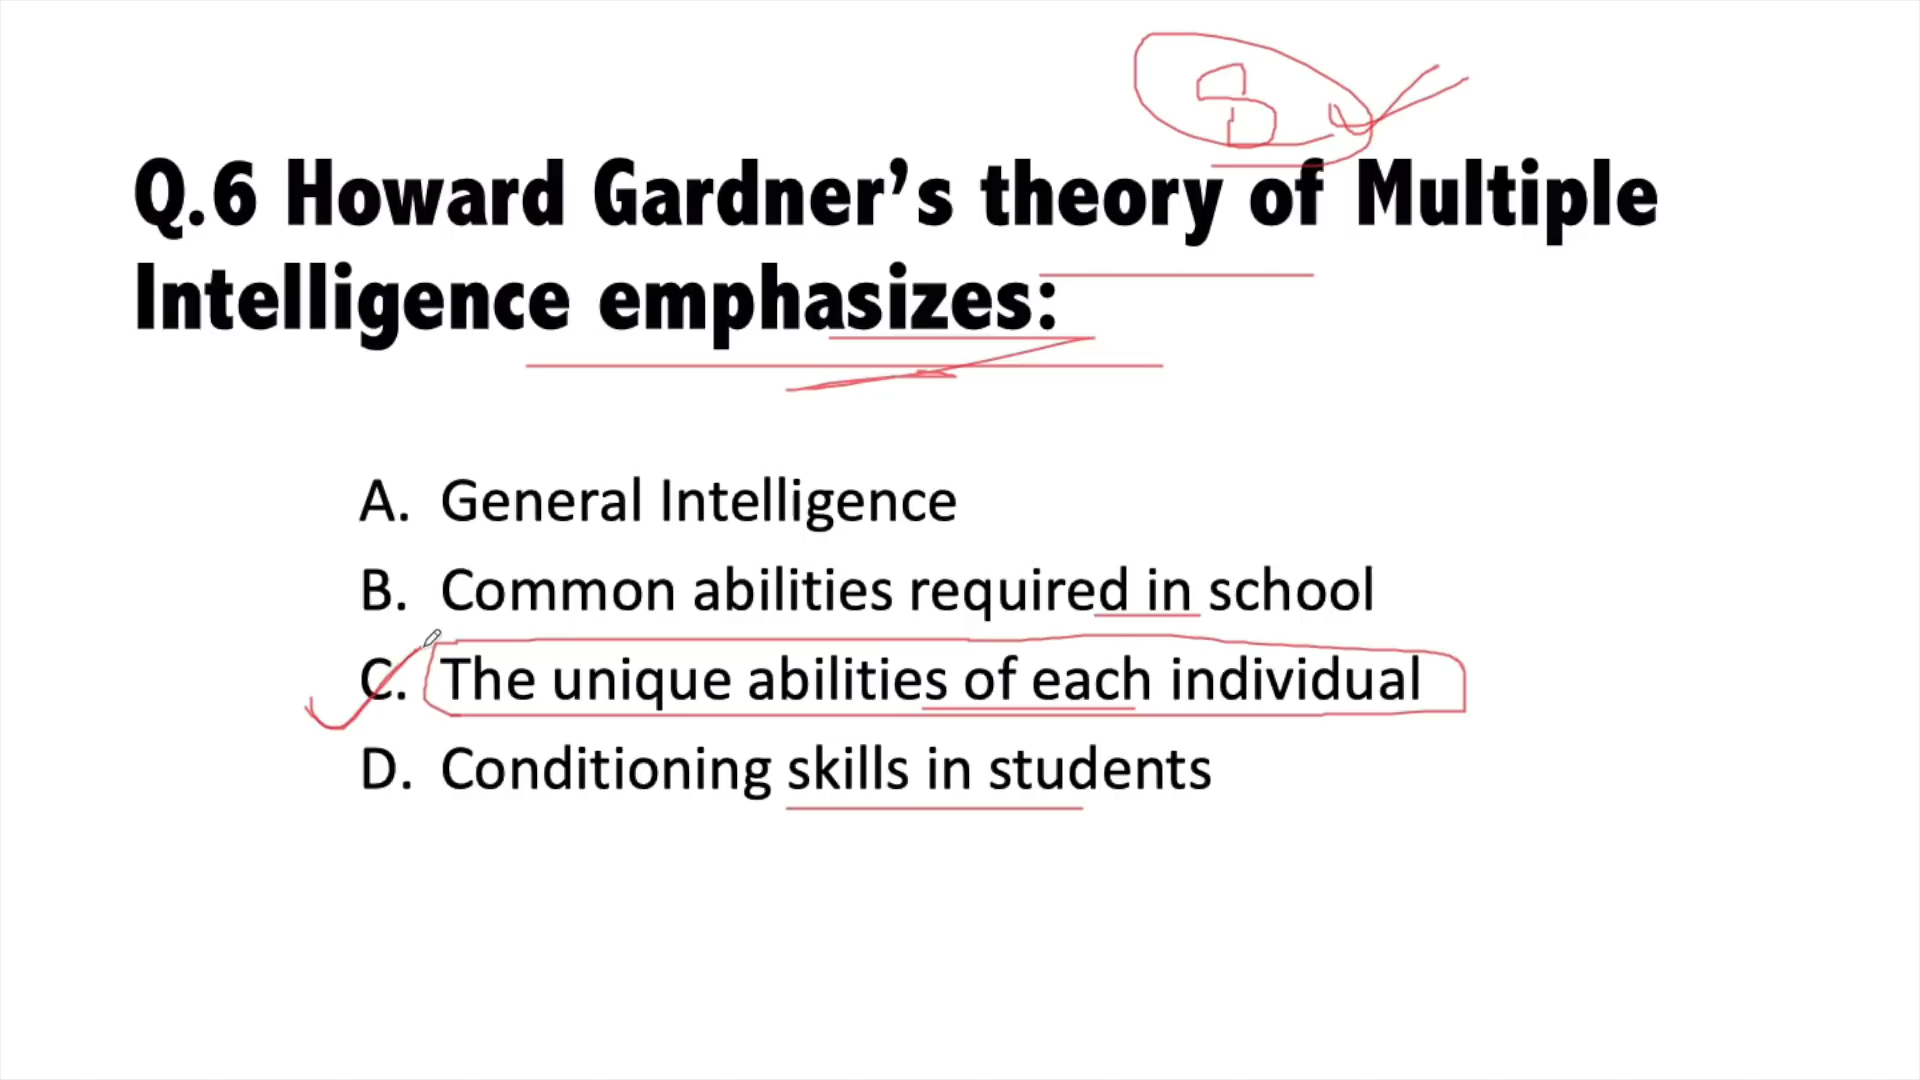 Q.6 Howard Gardner’s theory of Multiple
Intelligence emphasizes:
A. General Intelligence
B. Common abilities required in school
C. The unique abilities of each individual
D. Conditioning skills in students